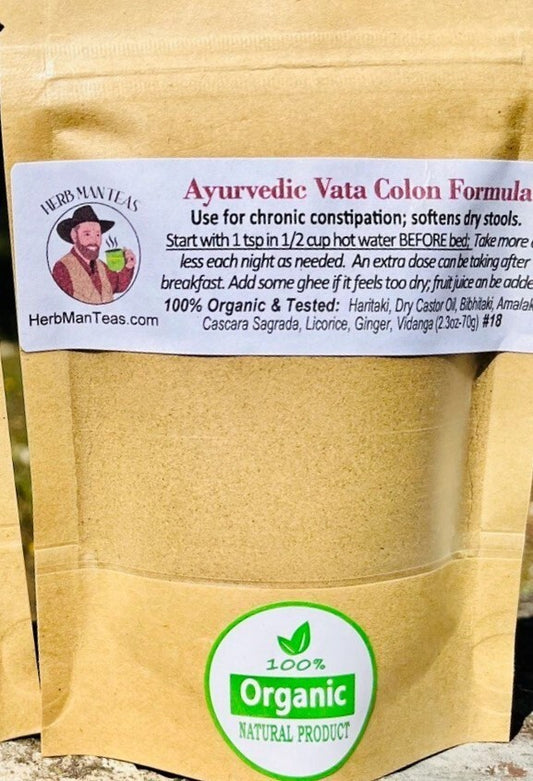 HERB MAN TEAS
HerbManTeas.com
Ayurvedic Vata Colon Formula
Use for chronic constipation; softens dry stools.
Start with 1 tsp in 1/2 cup hot water BEFORE bed; Take more
less each night as needed. An extra dose can be taking after
breakfast. Add some ghee if it feels too dry; fruit juice an be adde
100% Organic & Tested: Haritaki, Dry Castor Oil, Bibhitaki, Amalak
Cascara Sagrada, Licorice, Ginger, Vidanga (2.3oz-70g) #18
100%
Organic
NATURAL PRODUCT